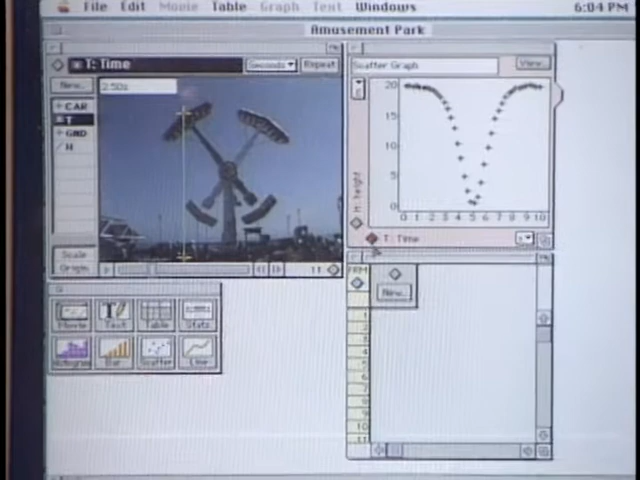 File Edit Movie Table Graph Text Windows 6:04 PM
Amusement Park
T: Time Seconds Repeat
New...
2.50s
CAR
T
GND
H
Scale
Origin
11
Movie Text Table Stats
Histogram Bar Scatter Line
Scatter Graph View...
20
15
10
5
0
0 1 2 3 4 5 6 7 8 9 10
H: height
T: Time
FRM
New...
1
2
3
4
5
6
7
8
9
10
11